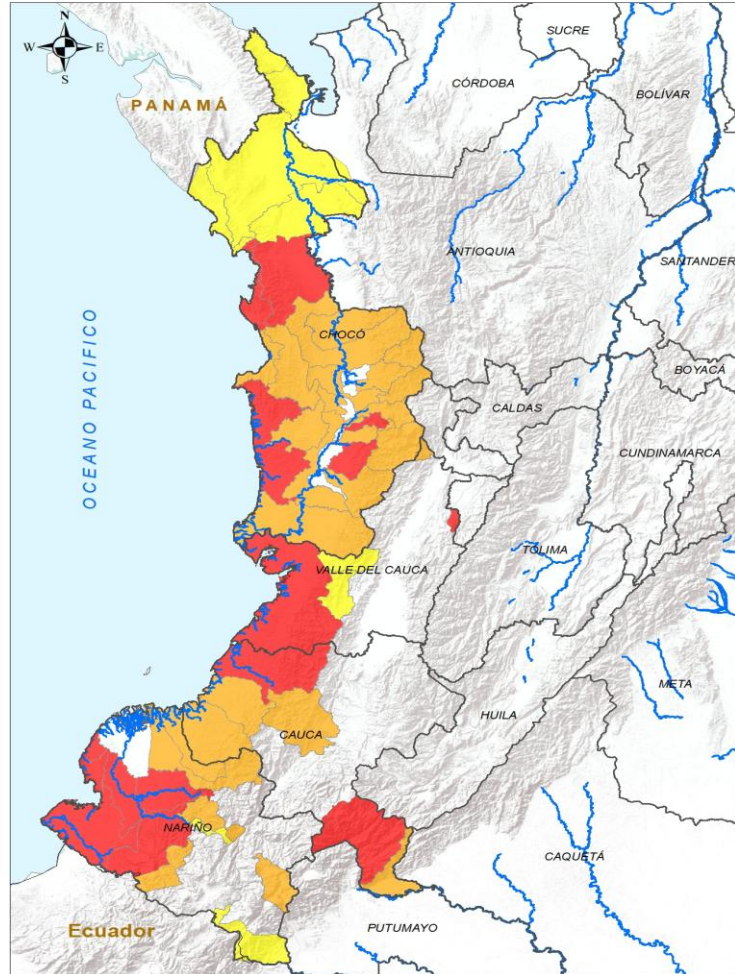 N
W E
S
SUCRE
CÓRDOBA
BOLÍVAR
PANAMÁ
ANTIOQUIA
SANTANDER
OCEANO PACIFICO
CHOCÓ
BOYACÁ
CALDAS
CUNDINAMARCA
TOLIMA
VALLE DEL CAUCA
META
HUILA
CAUCA
NARIÑO
CAQUETÁ
PUTUMAYO
Ecuador